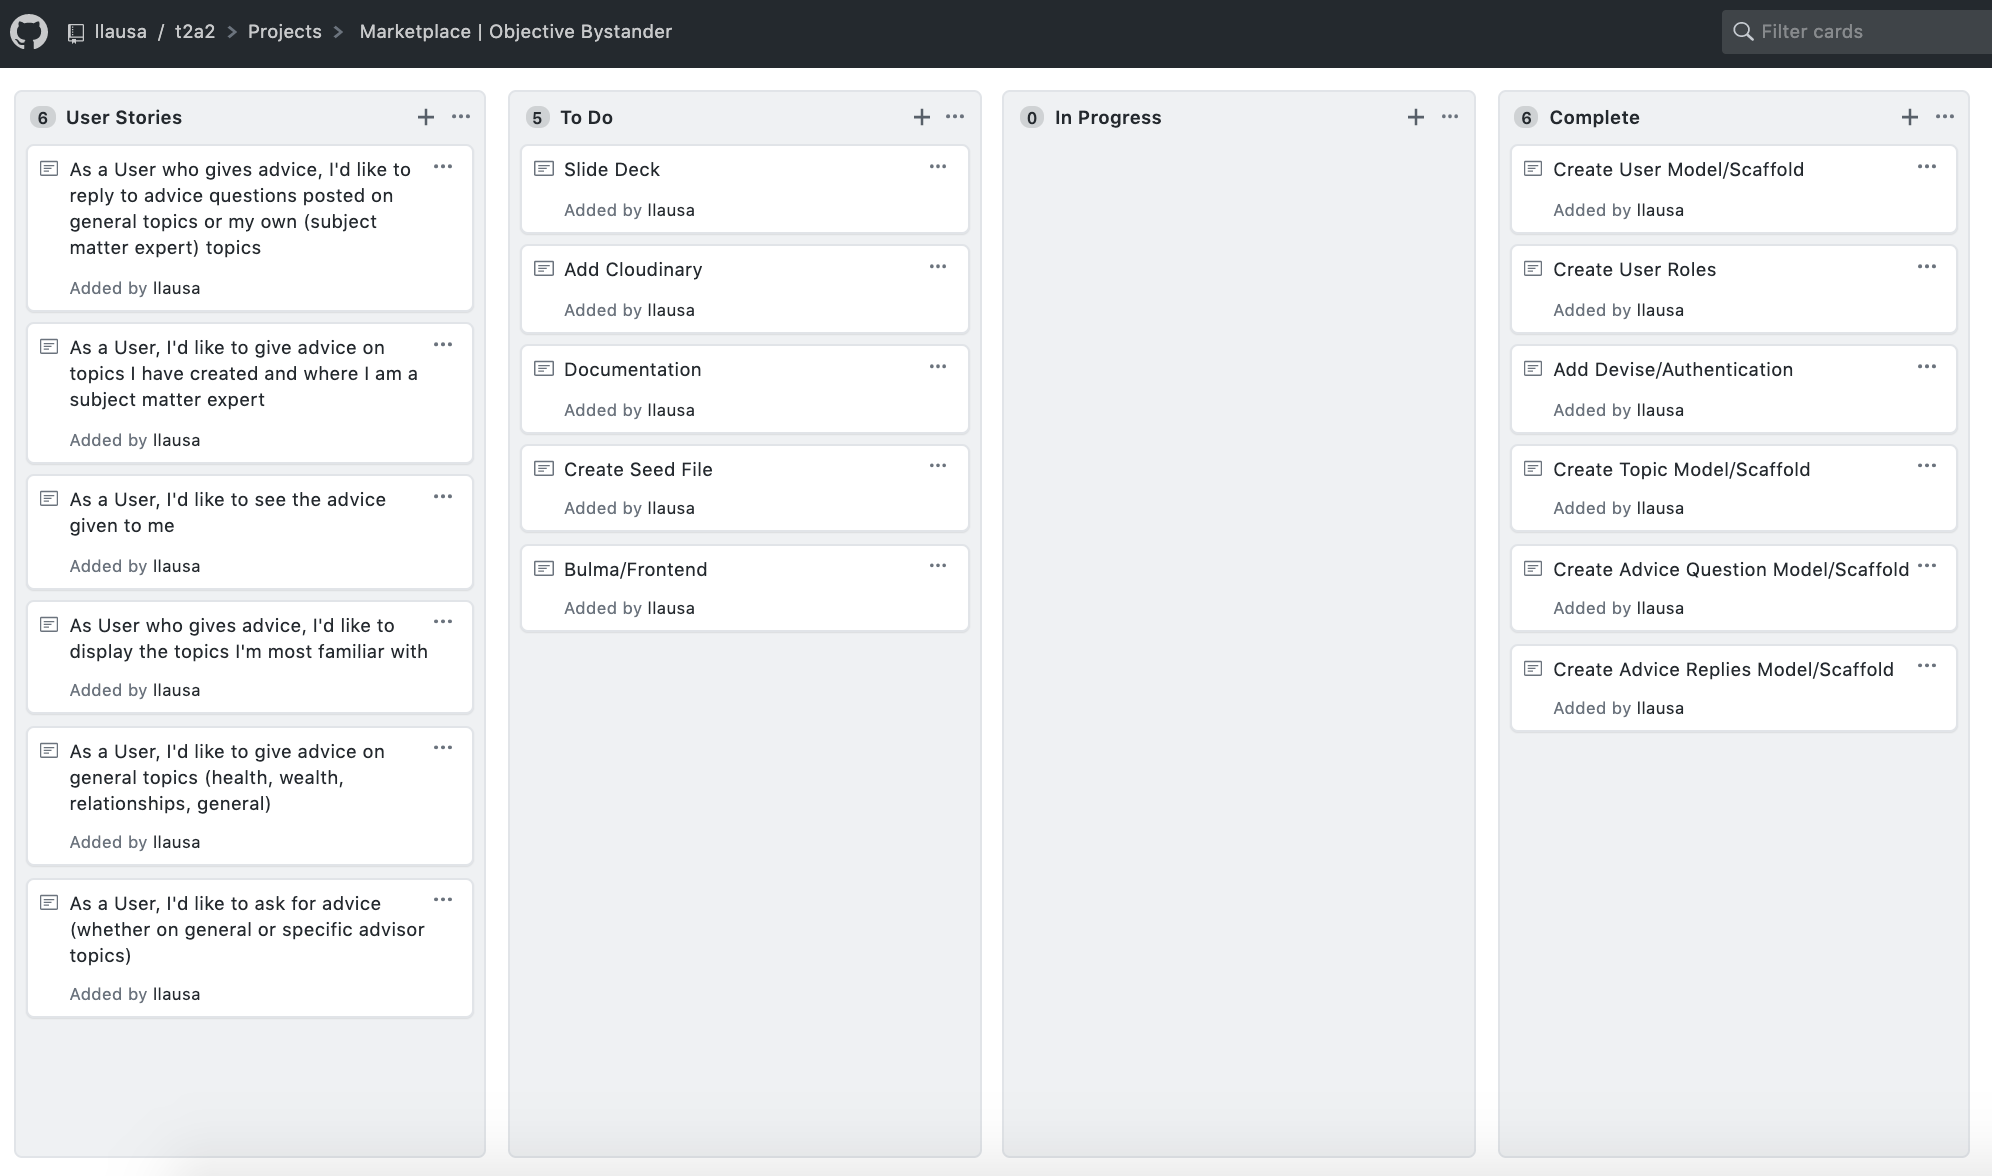 llausa / t2a2 > Projects > Marketplace | Objective Bystander
Filter cards
6 User Stories
As a User who gives advice, I'd like to
reply to advice questions posted on
general topics or my own (subject
matter expert) topics
Added by llausa
As a User, I'd like to give advice on
topics I have created and where I am a
subject matter expert
Added by llausa
As a User, I'd like to see the advice
given to me
Added by llausa
As User who gives advice, I'd like to
display the topics I'm most familiar with
Added by llausa
As a User, I'd like to give advice on
general topics (health, wealth,
relationships, general)
Added by llausa
As a User, I'd like to ask for advice
(whether on general or specific advisor
topics)
Added by llausa
5 To Do
Slide Deck
Added by llausa
Add Cloudinary
Added by llausa
Documentation
Added by llausa
Create Seed File
Added by llausa
Bulma/Frontend
Added by llausa
0 In Progress
6 Complete
Create User Model/Scaffold
Added by llausa
Create User Roles
Added by llausa
Add Devise/Authentication
Added by llausa
Create Topic Model/Scaffold
Added by llausa
Create Advice Question Model/Scaffold
Added by llausa
Create Advice Replies Model/Scaffold
Added by llausa